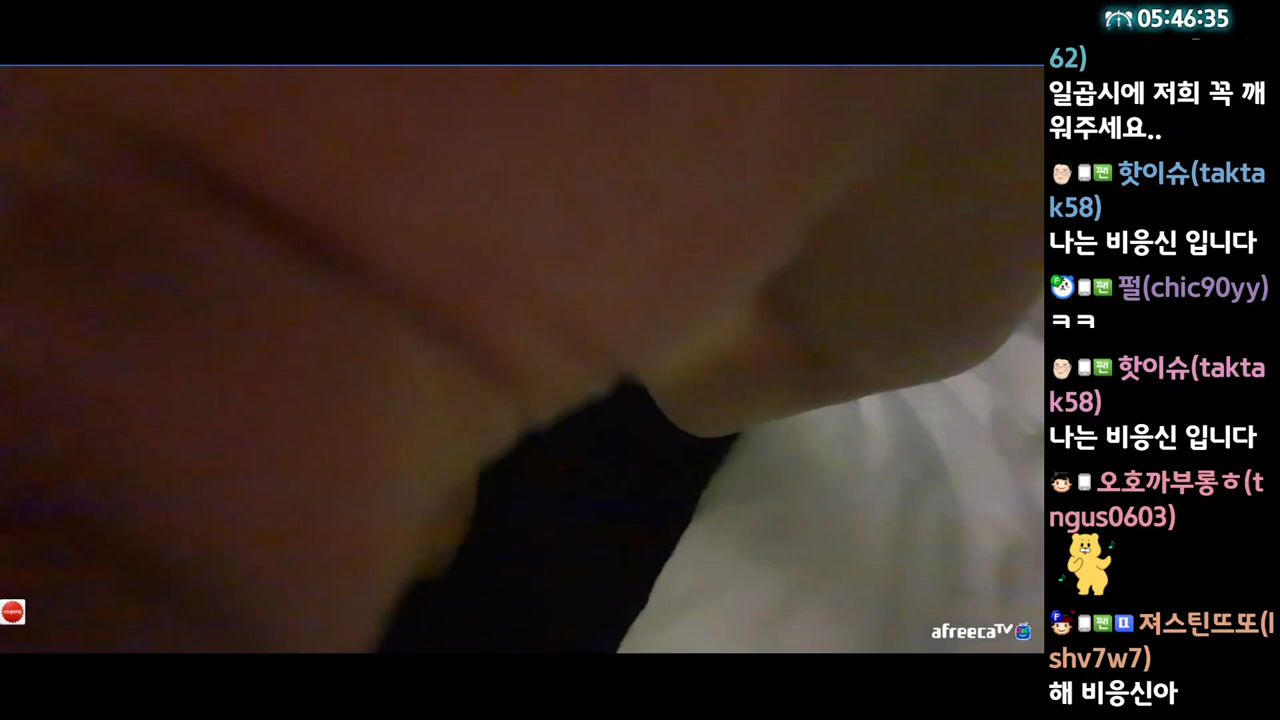 05:46:35
62)
일곱시에 저희 꼭 깨
워주세요..
핫이슈(takta
k58)
나는 비응신 입니다
펄(chic90yy)
ㅋㅋ
핫이슈(takta
k58)
나는 비응신 입니다
오호까부롱ㅎ(t
ngus0603)
져스틴뜨또(l
shv7w7)
해 비응신아
afreecaTV